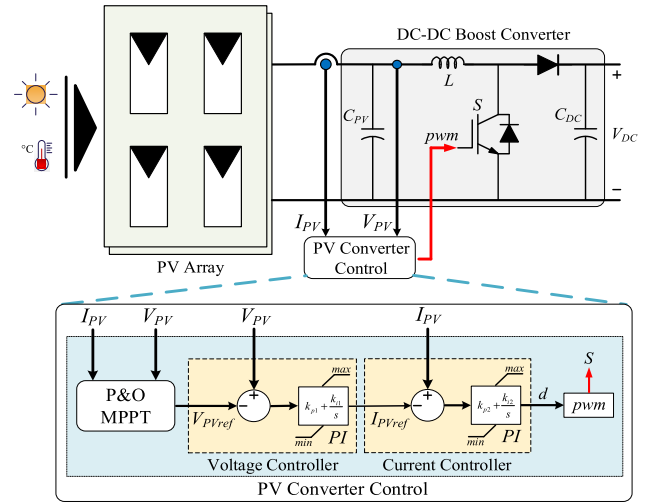 DC-DC Boost Converter
L
S
C_PV
C_DC
pwm
V_DC
+
−
°C
I_PV
V_PV
PV Array
PV Converter
Control
I_PV
V_PV
V_PV
I_PV
P&O
MPPT
V_PVref
−
+
max
k_p1 + k_i1/s
min
PI
I_PVref
−
+
max
k_p2 + k_i2/s
min
PI
d
S
pwm
Voltage Controller
Current Controller
PV Converter Control